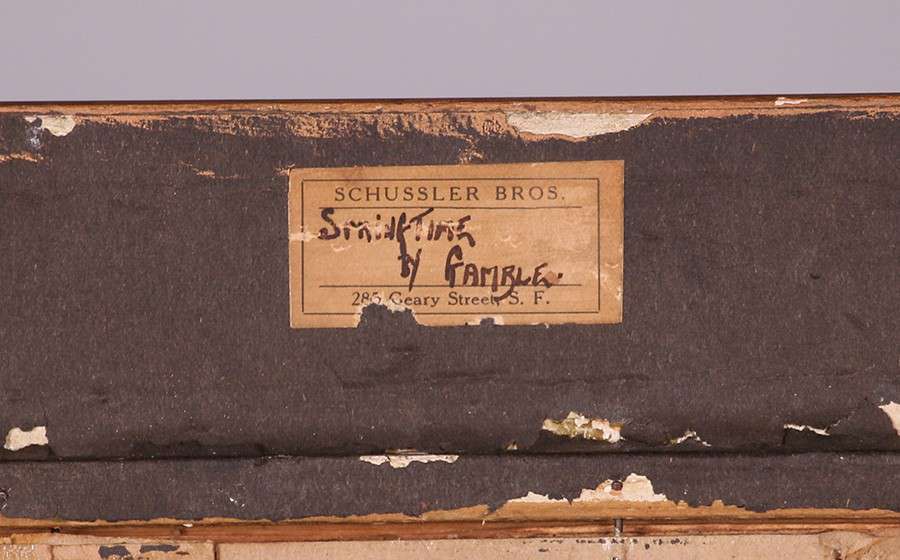 SCHUSSLER BROS.
SPRINGTIME
BY GAMBLE.
285 Geary Street, S. F.